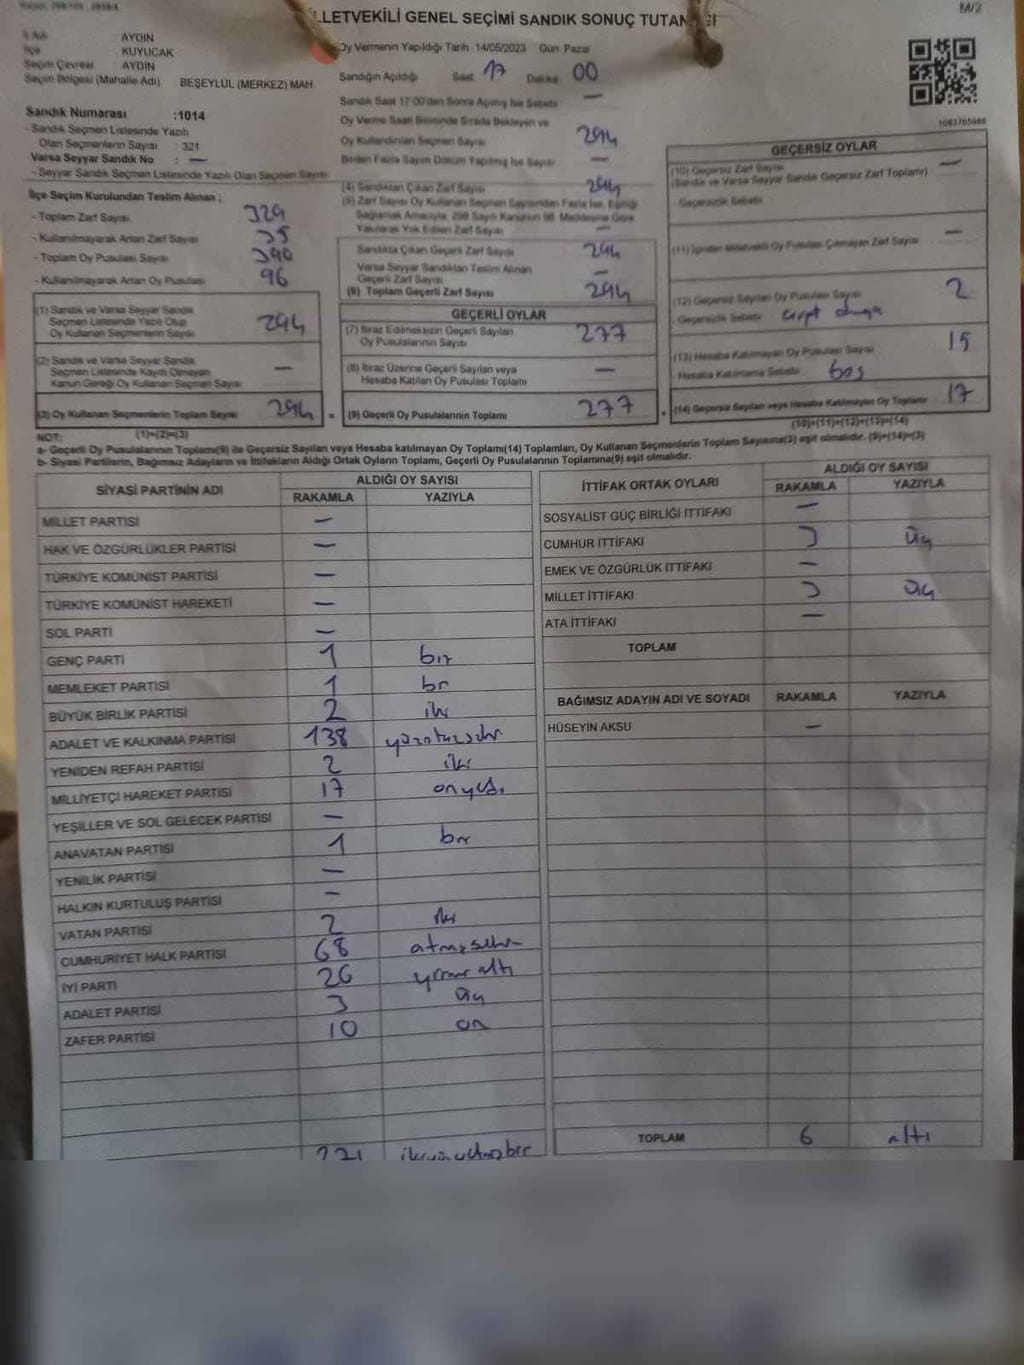 LLETVEKİLİ GENEL SEÇİMİ SANDIK SONUÇ TUTANAĞI
M/2
İl Adı AYDIN
İlçe KUYUCAK
Seçim Çevresi AYDIN
Seçim Bölgesi (Mahalle Adı) BEŞEYLÜL (MERKEZ) MAH
Oy Vermenin Yapıldığı Tarih 14/05/2023 Gün Pazar
Sandığın Açıldığı Saat 17 Dakika 00
Sandık Saat 17:00'den Sonra Açılmış İse Sebebi —
Sandık Numarası :1014
- Sandık Seçmen Listesinde Yazılı
Olan Seçmenlerin Sayısı : 321
Varsa Seyyar Sandık No : —
- Seyyar Sandık Seçmen Listesinde Yazılı Olan Seçmen Sayısı
Oy Verme Saati Bitiminde Sırada Bekleyen ve
Oy Kullandırılan Seçmen Sayısı 294
Birden Fazla Sayım Döküm Yapılmış İse Sayısı —
İlçe Seçim Kurulundan Teslim Alınan ;
- Toplam Zarf Sayısı 329
- Kullanılmayarak Artan Zarf Sayısı 35
- Toplam Oy Pusulası Sayısı 390
- Kullanılmayarak Artan Oy Pusulası 96
(1) Sandık ve Varsa Seyyar Sandık
Seçmen Listesinde Yazılı Olup
Oy Kullanan Seçmenlerin Sayısı 294
(2) Sandık ve Varsa Seyyar Sandık
Seçmen Listesinde Kayıtlı Olmayan
Kanun Gereği Oy Kullanan Seçmen Sayısı —
(3) Oy Kullanan Seçmenlerin Toplam Sayısı 294
(1)+(2)=(3)
(4) Sandıktan Çıkan Zarf Sayısı 294
(5) Zarf Sayısı Oy Kullanan Seçmen Sayısından Fazla İse, Eşitliği
Sağlamak Amacıyla, 298 Sayılı Kanunun 98. Maddesine Göre
Yakılarak Yok Edilen Zarf Sayısı —
Sandıkta Çıkan Geçerli Zarf Sayısı 294
Varsa Seyyar Sandıktan Teslim Alınan
Geçerli Zarf Sayısı —
(6) Toplam Geçerli Zarf Sayısı 294
GEÇERLİ OYLAR
(7) İtiraz Edilmeksizin Geçerli Sayılan
Oy Pusulalarının Sayısı 277
(8) İtiraz Üzerine Geçerli Sayılan veya
Hesaba Katılan Oy Pusulası Toplamı —
= (9) Geçerli Oy Pusulalarının Toplamı 277
1083765986
GEÇERSİZ OYLAR
(10) Geçersiz Zarf Sayısı —
(Sandık ve Varsa Seyyar Sandık Geçersiz Zarf Toplamı)
- Geçersizlik Sebebi
(11) İçinden Milletvekili Oy Pusulası Çıkmayan Zarf Sayısı —
(12) Geçersiz Sayılan Oy Pusulası Sayısı 2
- Geçersizlik Sebebi
(13) Hesaba Katılmayan Oy Pusulası Sayısı 15
- Hesaba Katılmama Sebebi boş
+ (14) Geçersiz Sayılan veya Hesaba Katılmayan Oy Toplamı 17
(10)+(11)+(12)+(13)=(14)
NOT:
a- Geçerli Oy Pusulalarının Toplamı(9) ile Geçersiz Sayılan veya Hesaba katılmayan Oy Toplamı(14) Toplamları, Oy Kullanan Seçmenlerin Toplam Sayısına(3) eşit olmalıdır. (9)+(14)=(3)
b- Siyasi Partilerin, Bağımsız Adayların ve İttifakların Aldığı Ortak Oyların Toplamı, Geçerli Oy Pusulalarının Toplamına(9) eşit olmalıdır.
SİYASİ PARTİNİN ADI ALDIĞI OY SAYISI
RAKAMLA YAZIYLA
MİLLET PARTİSİ —
HAK VE ÖZGÜRLÜKLER PARTİSİ —
TÜRKİYE KOMÜNİST PARTİSİ —
TÜRKİYE KOMÜNİST HAREKETİ —
SOL PARTİ —
GENÇ PARTİ 1 bir
MEMLEKET PARTİSİ 1 bir
BÜYÜK BİRLİK PARTİSİ 2 iki
ADALET VE KALKINMA PARTİSİ 138 yüzotuzsekiz
YENİDEN REFAH PARTİSİ 2 iki
MİLLİYETÇİ HAREKET PARTİSİ 17 onyedi
YEŞİLLER VE SOL GELECEK PARTİSİ —
ANAVATAN PARTİSİ 1 bir
YENİLİK PARTİSİ —
HALKIN KURTULUŞ PARTİSİ —
VATAN PARTİSİ 2 iki
CUMHURİYET HALK PARTİSİ 68 atmışsekiz
İYİ PARTİ 26 yirmialtı
ADALET PARTİSİ 3 üç
ZAFER PARTİSİ 10 on
271 ikiyüzyetmişbir
İTTİFAK ORTAK OYLARI ALDIĞI OY SAYISI
RAKAMLA YAZIYLA
SOSYALİST GÜÇ BİRLİĞİ İTTİFAKI —
CUMHUR İTTİFAKI 3 üç
EMEK VE ÖZGÜRLÜK İTTİFAKI —
MİLLET İTTİFAKI 3 üç
ATA İTTİFAKI —
TOPLAM
BAĞIMSIZ ADAYIN ADI VE SOYADI RAKAMLA YAZIYLA
HÜSEYİN AKSU —
TOPLAM 6 altı